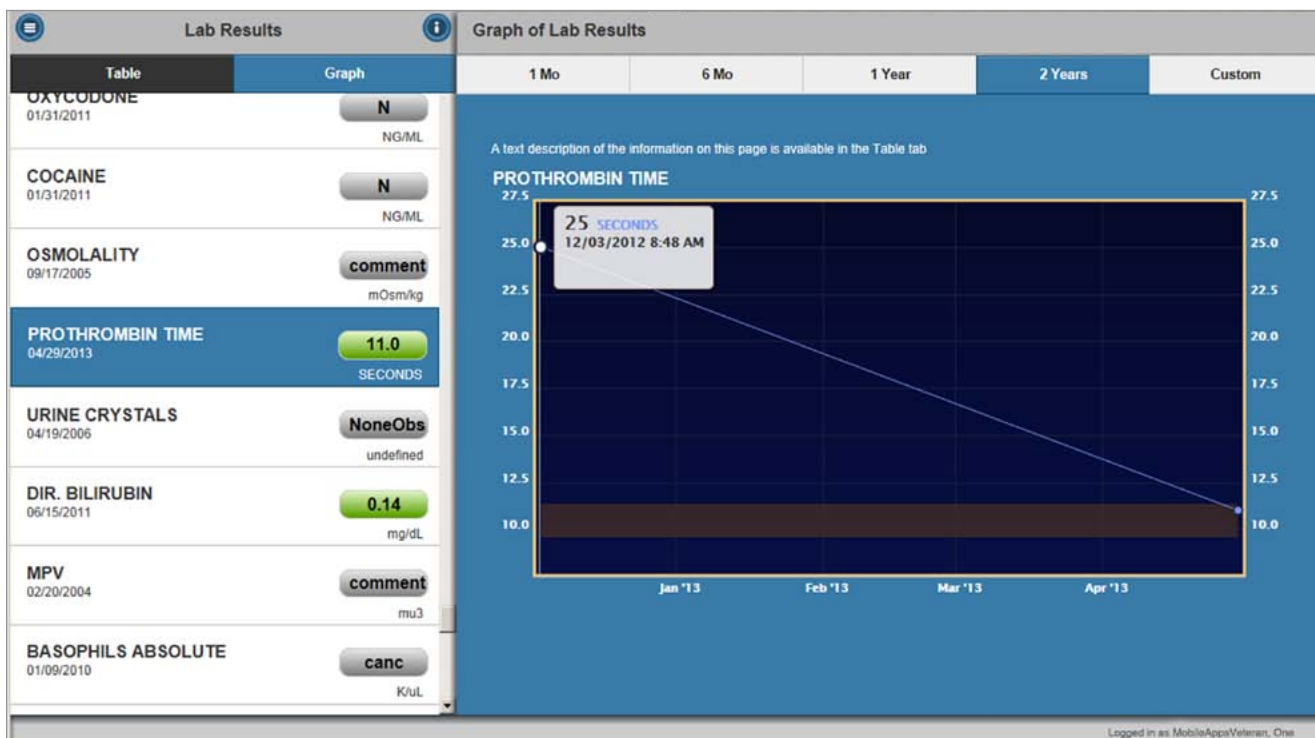 Lab Results
Table
Graph
OXYCODONE
01/31/2011
N
NG/ML
COCAINE
01/31/2011
N
NG/ML
OSMOLALITY
09/17/2005
comment
mOsm/kg
PROTHROMBIN TIME
04/29/2013
11.0
SECONDS
URINE CRYSTALS
04/19/2006
NoneObs
undefined
DIR. BILIRUBIN
06/15/2011
0.14
mg/dL
MPV
02/20/2004
comment
mu3
BASOPHILS ABSOLUTE
01/09/2010
canc
K/uL
Graph of Lab Results
1 Mo
6 Mo
1 Year
2 Years
Custom
A text description of the information on this page is available in the Table tab
PROTHROMBIN TIME
27.5 27.5
25.0 25.0
22.5 22.5
20.0 20.0
17.5 17.5
15.0 15.0
12.5 12.5
10.0 10.0
25 SECONDS
12/03/2012 8:48 AM
Jan '13 Feb '13 Mar '13 Apr '13
Logged in as MobileAppsVeteran, One